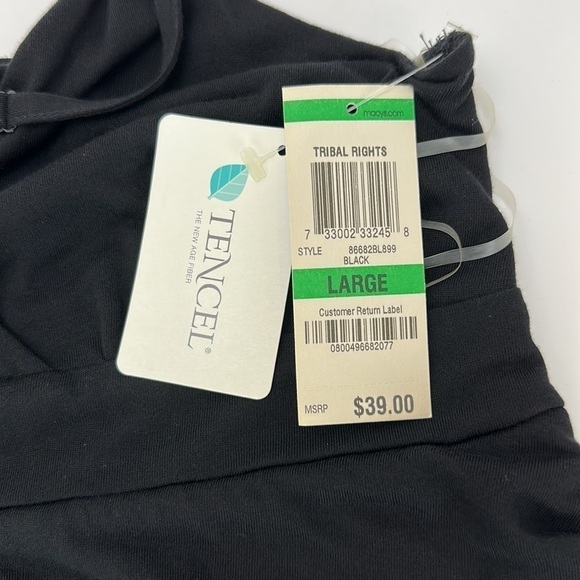 TENCEL®
THE NEW AGE FIBER
macys.com
TRIBAL RIGHTS
7 33002 33245 8
STYLE 86682BL899
BLACK
LARGE
Customer Return Label
0800496682077
MSRP $39.00